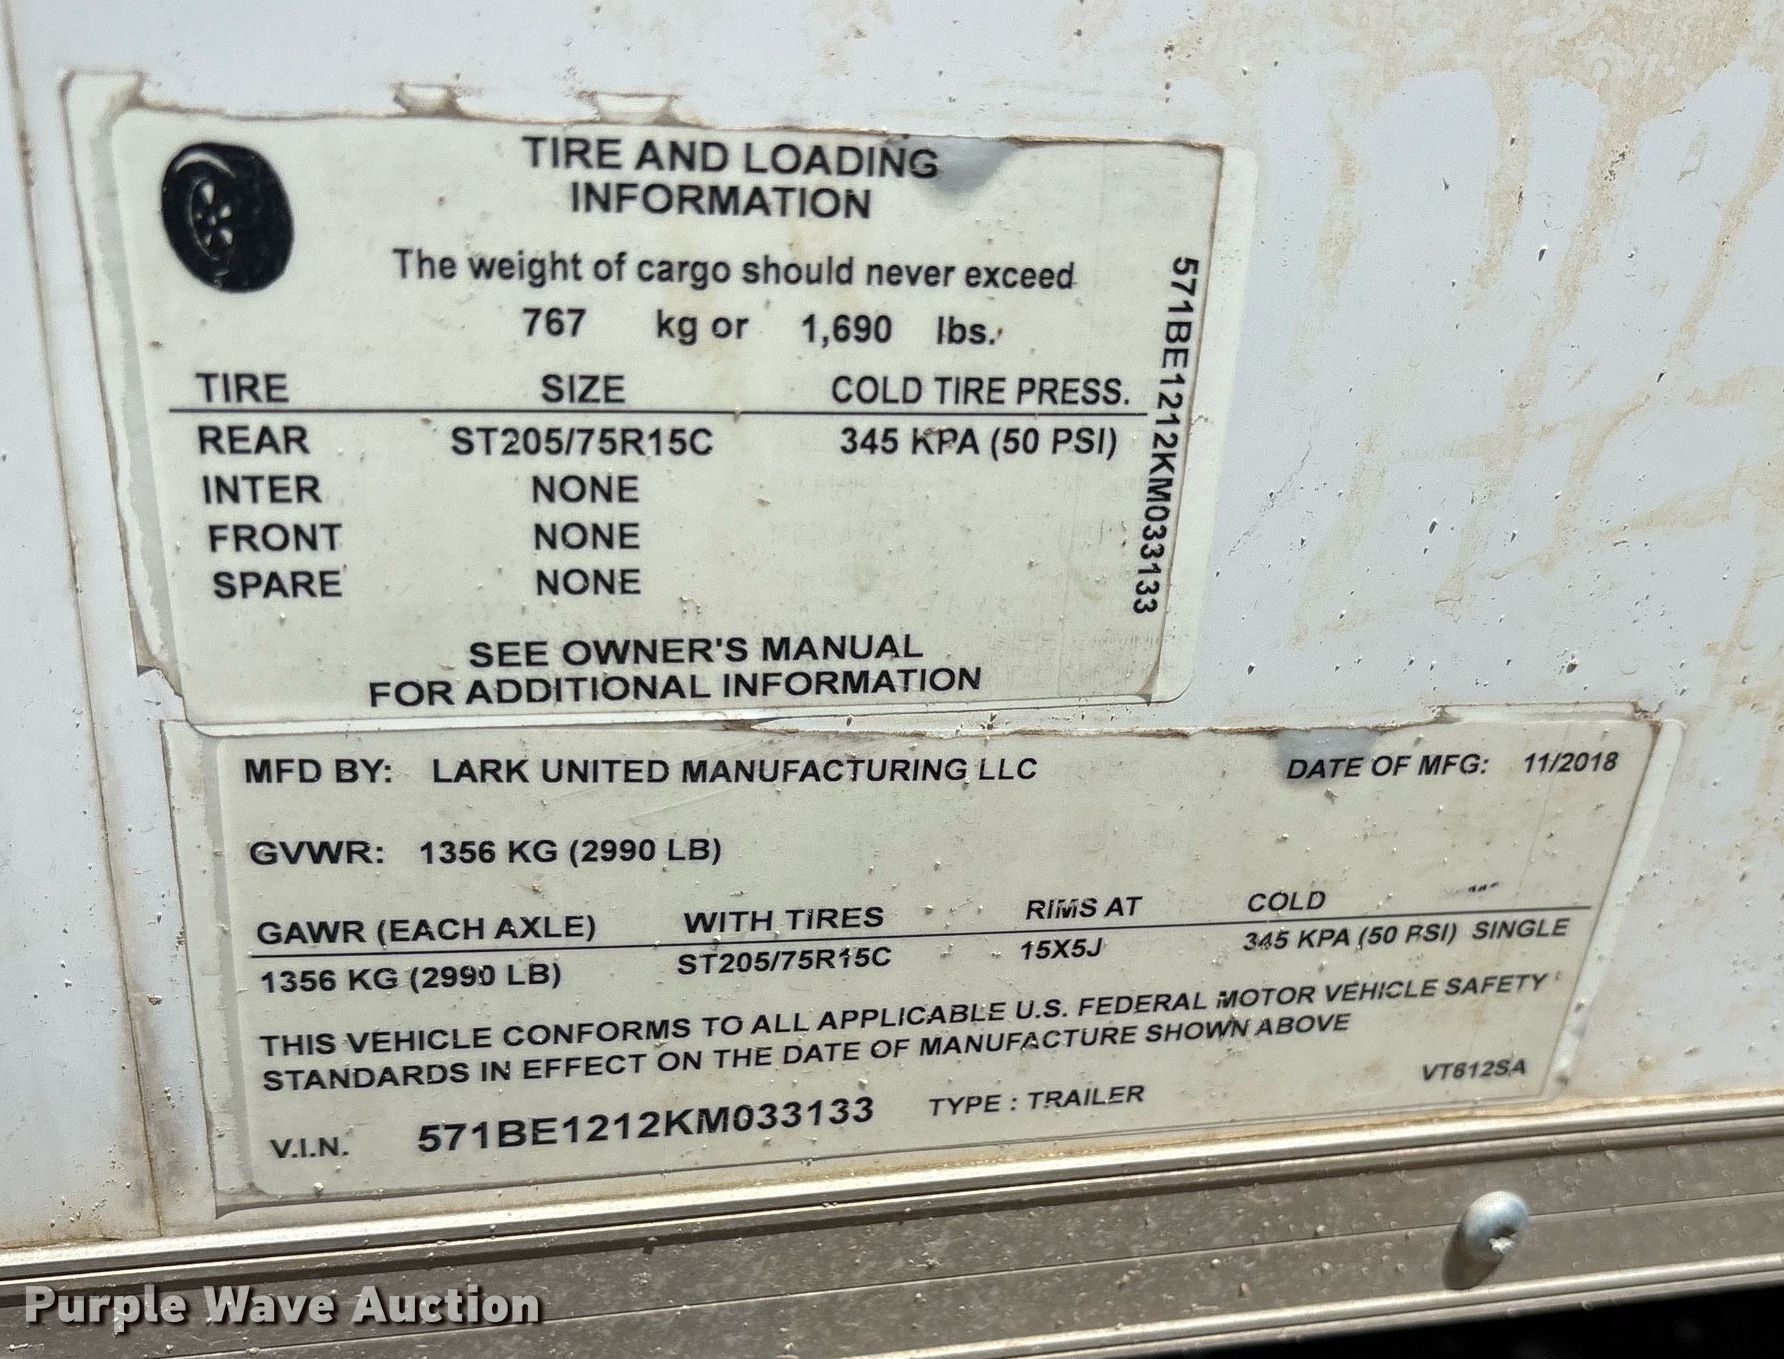 TIRE AND LOADING
INFORMATION
The weight of cargo should never exceed
767 kg or 1,690 lbs.
TIRE SIZE COLD TIRE PRESS.
REAR ST205/75R15C 345 KPA (50 PSI)
INTER NONE
FRONT NONE
SPARE NONE
SEE OWNER'S MANUAL
FOR ADDITIONAL INFORMATION
571BE1212KM033133
MFD BY: LARK UNITED MANUFACTURING LLC DATE OF MFG: 11/2018
GVWR: 1356 KG (2990 LB)
GAWR (EACH AXLE) WITH TIRES RIMS AT COLD
1356 KG (2990 LB) ST205/75R15C 15X5J 345 KPA (50 PSI) SINGLE
THIS VEHICLE CONFORMS TO ALL APPLICABLE U.S. FEDERAL MOTOR VEHICLE SAFETY
STANDARDS IN EFFECT ON THE DATE OF MANUFACTURE SHOWN ABOVE
V.I.N. 571BE1212KM033133 TYPE : TRAILER VT612SA
Purple Wave Auction